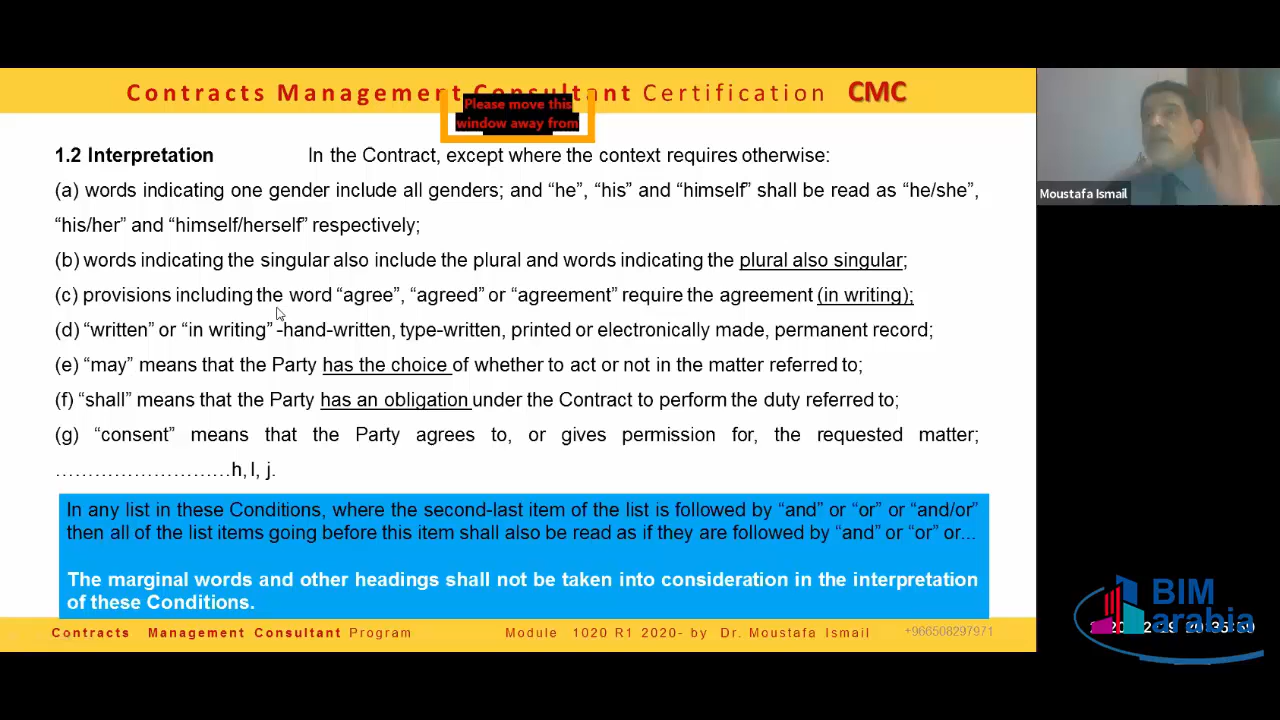 Contracts Management Consultant Certification CMC
Please move this
window away from
1.2 Interpretation In the Contract, except where the context requires otherwise:
(a) words indicating one gender include all genders; and “he”, “his” and “himself” shall be read as “he/she”,
“his/her” and “himself/herself” respectively;
(b) words indicating the singular also include the plural and words indicating the plural also singular;
(c) provisions including the word “agree”, “agreed” or “agreement” require the agreement (in writing);
(d) “written” or “in writing” -hand-written, type-written, printed or electronically made, permanent record;
(e) “may” means that the Party has the choice of whether to act or not in the matter referred to;
(f) “shall” means that the Party has an obligation under the Contract to perform the duty referred to;
(g) “consent” means that the Party agrees to, or gives permission for, the requested matter;
………………………h, I, j.
In any list in these Conditions, where the second-last item of the list is followed by “and” or “or” or “and/or”
then all of the list items going before this item shall also be read as if they are followed by “and” or “or” or...
The marginal words and other headings shall not be taken into consideration in the interpretation
of these Conditions.
Contracts Management Consultant Program Module 1020 R1 2020- by Dr. Moustafa Ismail +966508297971
Moustafa Ismail
BIM
arabia